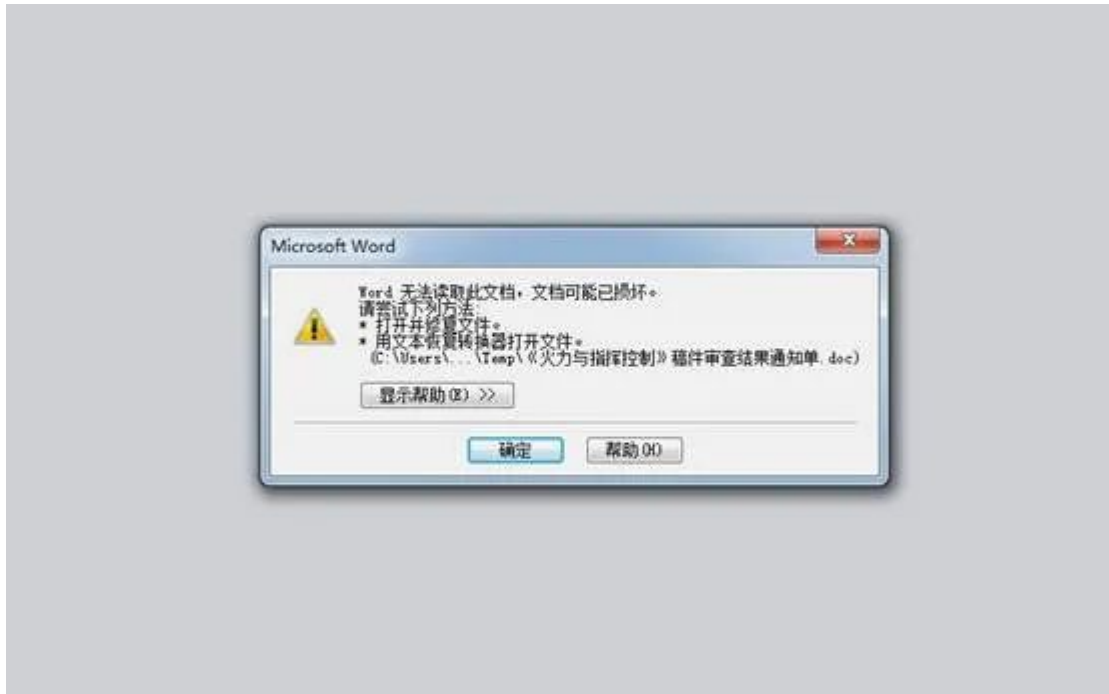 Microsoft Word
Word 无法读取此文档，文档可能已损坏。
请尝试下列方法:
* 打开并修复文件。
* 用文本恢复转换器打开文件。
(C:\Users\...\Temp\《火力与指挥控制》稿件审查结果通知单.doc)
显示帮助(E) >>
确定
帮助(H)